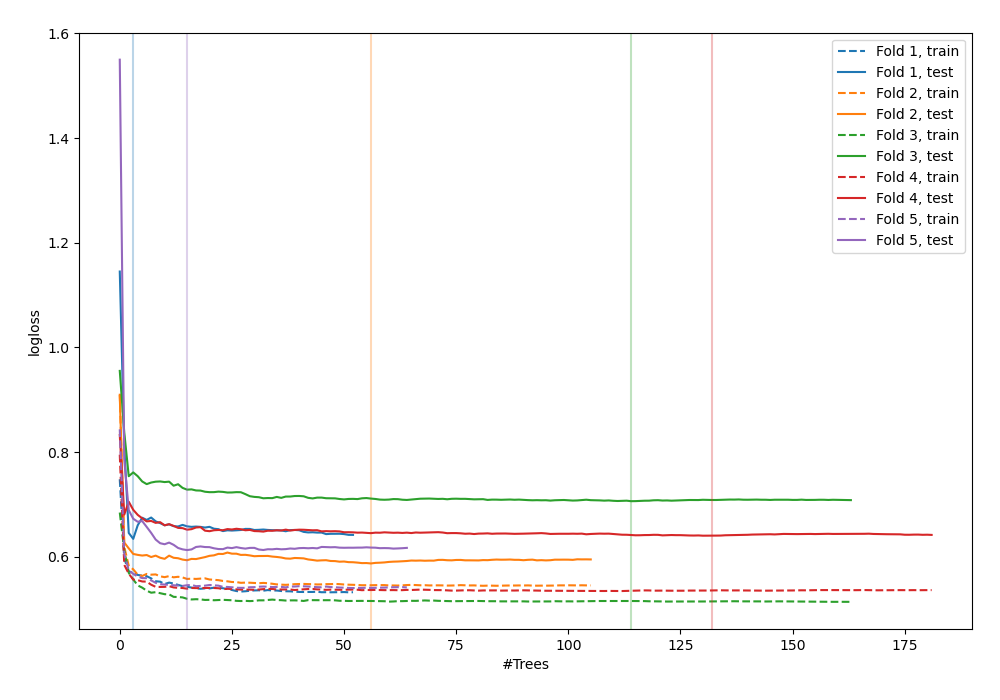 1.6
1.4
1.2
1.0
0.8
0.6
logloss
0
25
50
75
100
125
150
175
#Trees
Fold 1, train
Fold 1, test
Fold 2, train
Fold 2, test
Fold 3, train
Fold 3, test
Fold 4, train
Fold 4, test
Fold 5, train
Fold 5, test